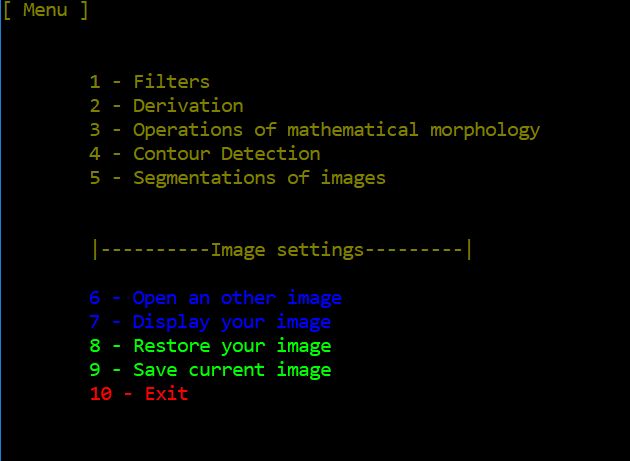 [ Menu ]
1 - Filters
2 - Derivation
3 - Operations of mathematical morphology
4 - Contour Detection
5 - Segmentations of images
|----------Image settings---------|
6 - Open an other image
7 - Display your image
8 - Restore your image
9 - Save current image
10 - Exit